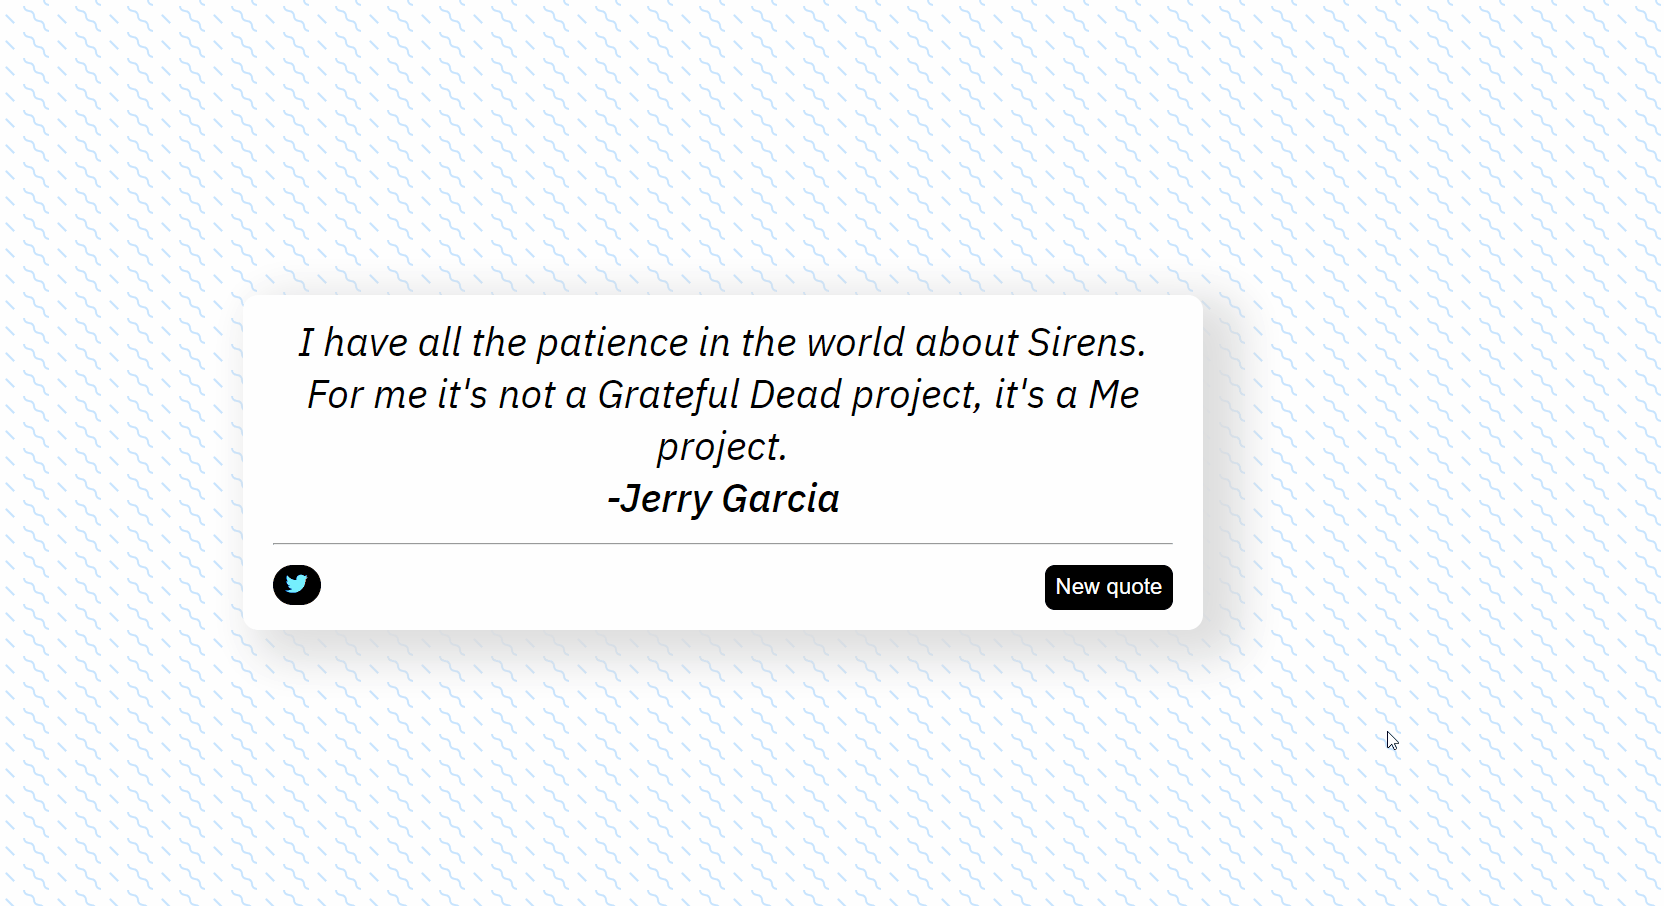 I have all the patience in the world about Sirens.
For me it's not a Grateful Dead project, it's a Me
project.
-Jerry Garcia
New quote